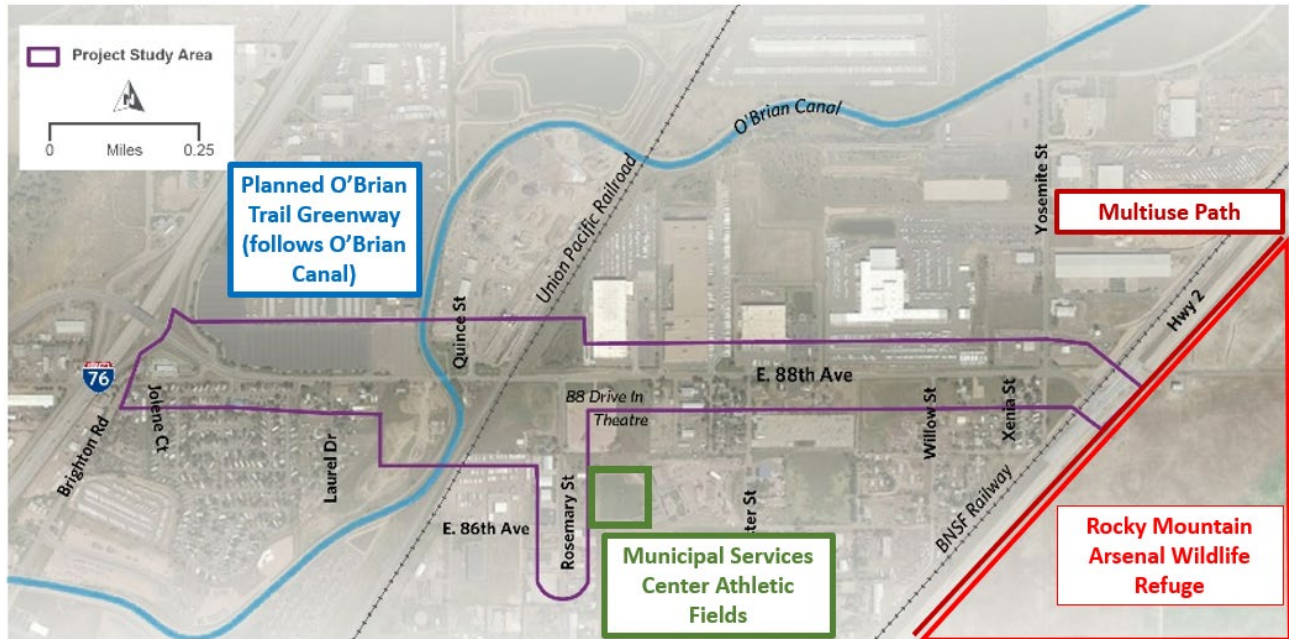 Project Study Area
N
0 Miles 0.25
Planned O'Brian
Trail Greenway
(follows O'Brian
Canal)
O'Brian Canal
Union Pacific Railroad
Quince St
Yosemite St
Multiuse Path
Hwy 2
76
Brighton Rd
Jolene Ct
Laurel Dr
E. 88th Ave
88 Drive In
Theatre
Willow St
Xenia St
E. 86th Ave
Rosemary St
ter St
BNSF Railway
Municipal Services
Center Athletic
Fields
Rocky Mountain
Arsenal Wildlife
Refuge